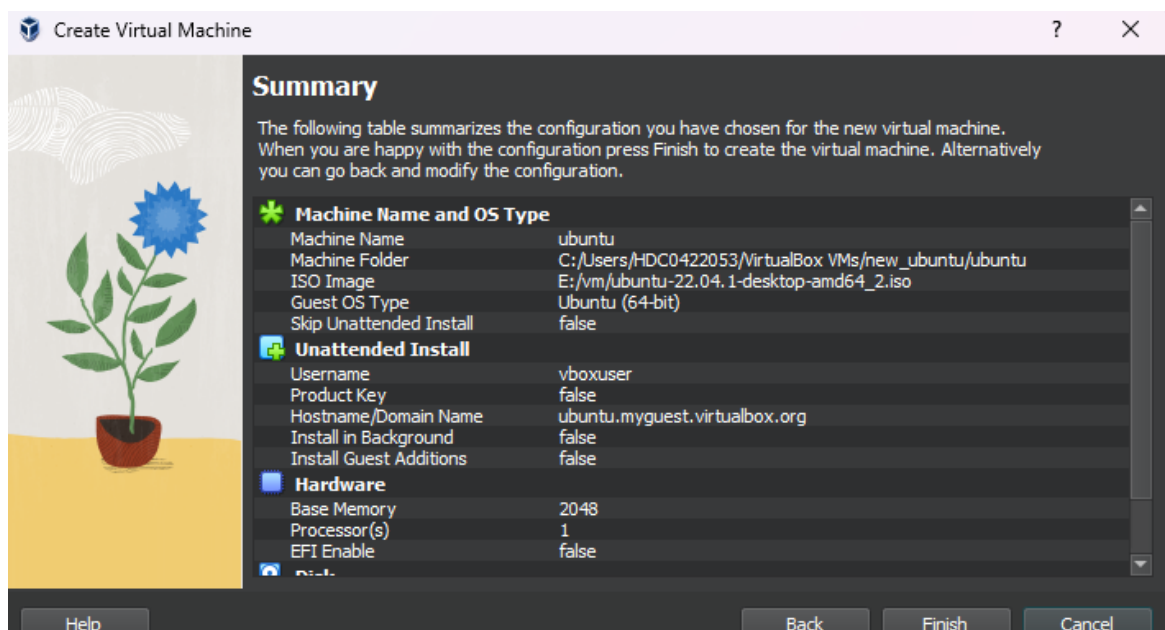 Create Virtual Machine
Summary
The following table summarizes the configuration you have chosen for the new virtual machine.
When you are happy with the configuration press Finish to create the virtual machine. Alternatively
you can go back and modify the configuration.
Machine Name and OS Type
Machine Name ubuntu
Machine Folder C:/Users/HDC0422053/VirtualBox VMs/new_ubuntu/ubuntu
ISO Image E:/vm/ubuntu-22.04.1-desktop-amd64_2.iso
Guest OS Type Ubuntu (64-bit)
Skip Unattended Install false
Unattended Install
Username vboxuser
Product Key false
Hostname/Domain Name ubuntu.myguest.virtualbox.org
Install in Background false
Install Guest Additions false
Hardware
Base Memory 2048
Processor(s) 1
EFI Enable false
Disk
Help Back Finish Cancel